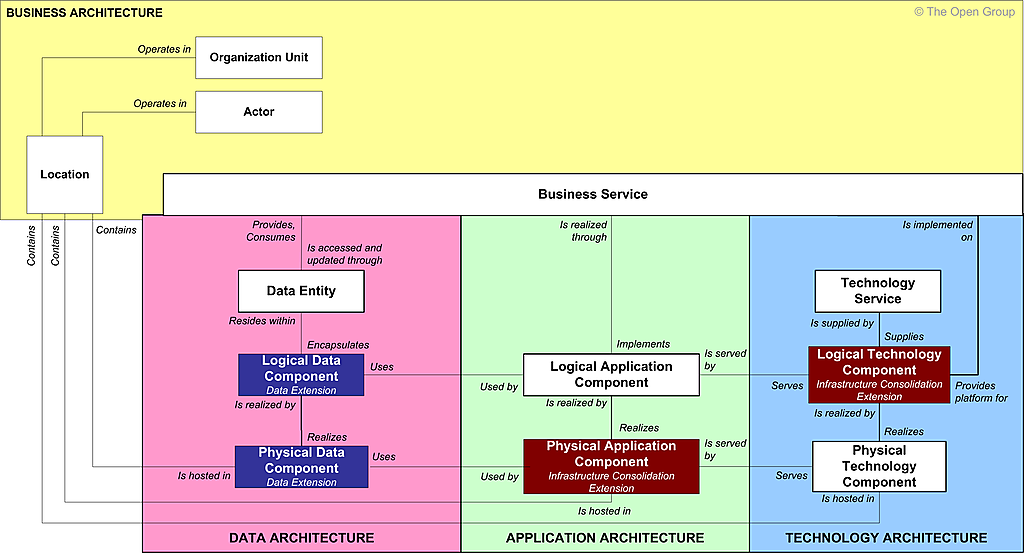 BUSINESS ARCHITECTURE
© The Open Group
Operates in
Organization Unit
Operates in
Actor
Location
Business Service
Contains
Contains
Contains
Provides,
Consumes
Is accessed and
updated through
Is realized
through
Is implemented
on
Data Entity
Technology
Service
Resides within
Is supplied by
Encapsulates
Implements
Supplies
Logical Data
Component
Data Extension
Uses
Used by
Logical Application
Component
Is served
by
Serves
Logical Technology
Component
Infrastructure Consolidation
Extension
Provides
platform for
Is realized by
Is realized by
Is realized by
Realizes
Realizes
Realizes
Physical Data
Component
Data Extension
Is hosted in
Uses
Used by
Physical Application
Component
Infrastructure Consolidation
Extension
Is served
by
Serves
Physical
Technology
Component
Is hosted in
Is hosted in
DATA ARCHITECTURE
APPLICATION ARCHITECTURE
TECHNOLOGY ARCHITECTURE